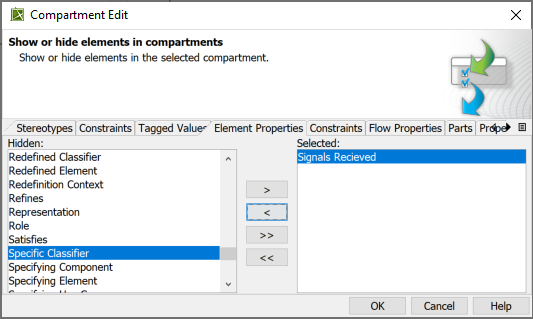 Compartment Edit
Show or hide elements in compartments
Show or hide elements in the selected compartment.
Stereotypes Constraints Tagged Values Element Properties Constraints Flow Properties Parts Prope
Hidden:
Redefined Classifier
Redefined Element
Redefinition Context
Refines
Representation
Role
Satisfies
Specific Classifier
Specifying Component
Specifying Element
>
<
>>
<<
Selected:
Signals Recieved
OK Cancel Help